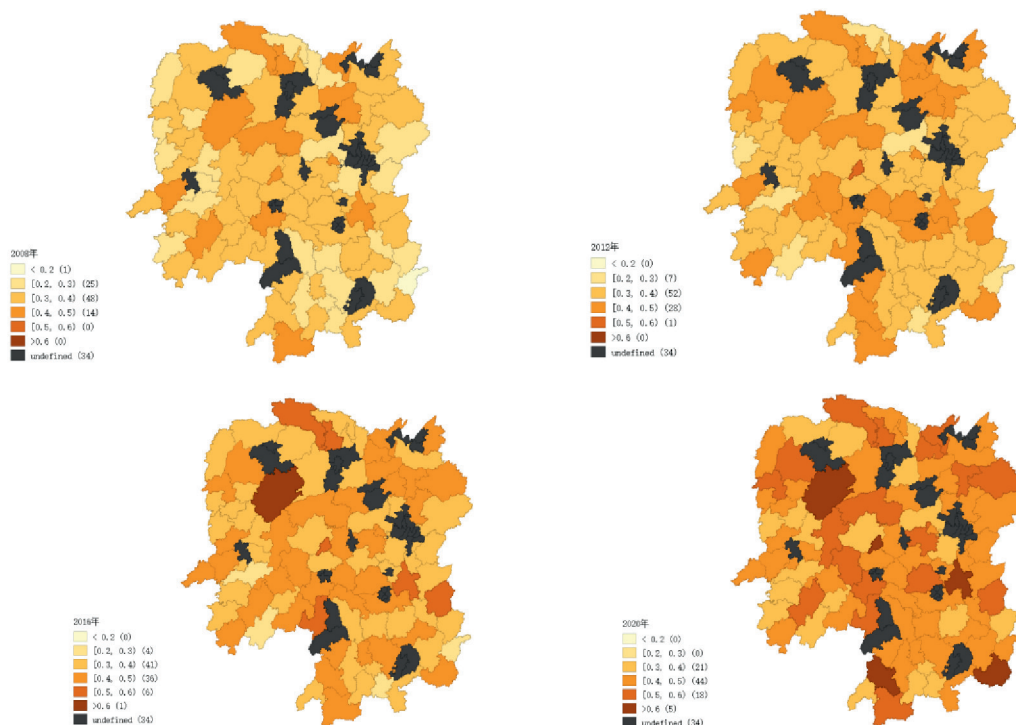 2008年
< 0.2 (1)
[0.2, 0.3) (25)
[0.3, 0.4) (48)
[0.4, 0.5) (14)
[0.5, 0.6) (0)
>0.6 (0)
undefined (34)
2012年
< 0.2 (0)
[0.2, 0.3) (7)
[0.3, 0.4) (52)
[0.4, 0.5) (28)
[0.5, 0.6) (1)
>0.6 (0)
undefined (34)
2016年
< 0.2 (0)
[0.2, 0.3) (4)
[0.3, 0.4) (41)
[0.4, 0.5) (36)
[0.5, 0.6) (6)
>0.6 (1)
undefined (34)
2020年
< 0.2 (0)
[0.2, 0.3) (0)
[0.3, 0.4) (21)
[0.4, 0.5) (44)
[0.5, 0.6) (18)
>0.6 (5)
undefined (34)